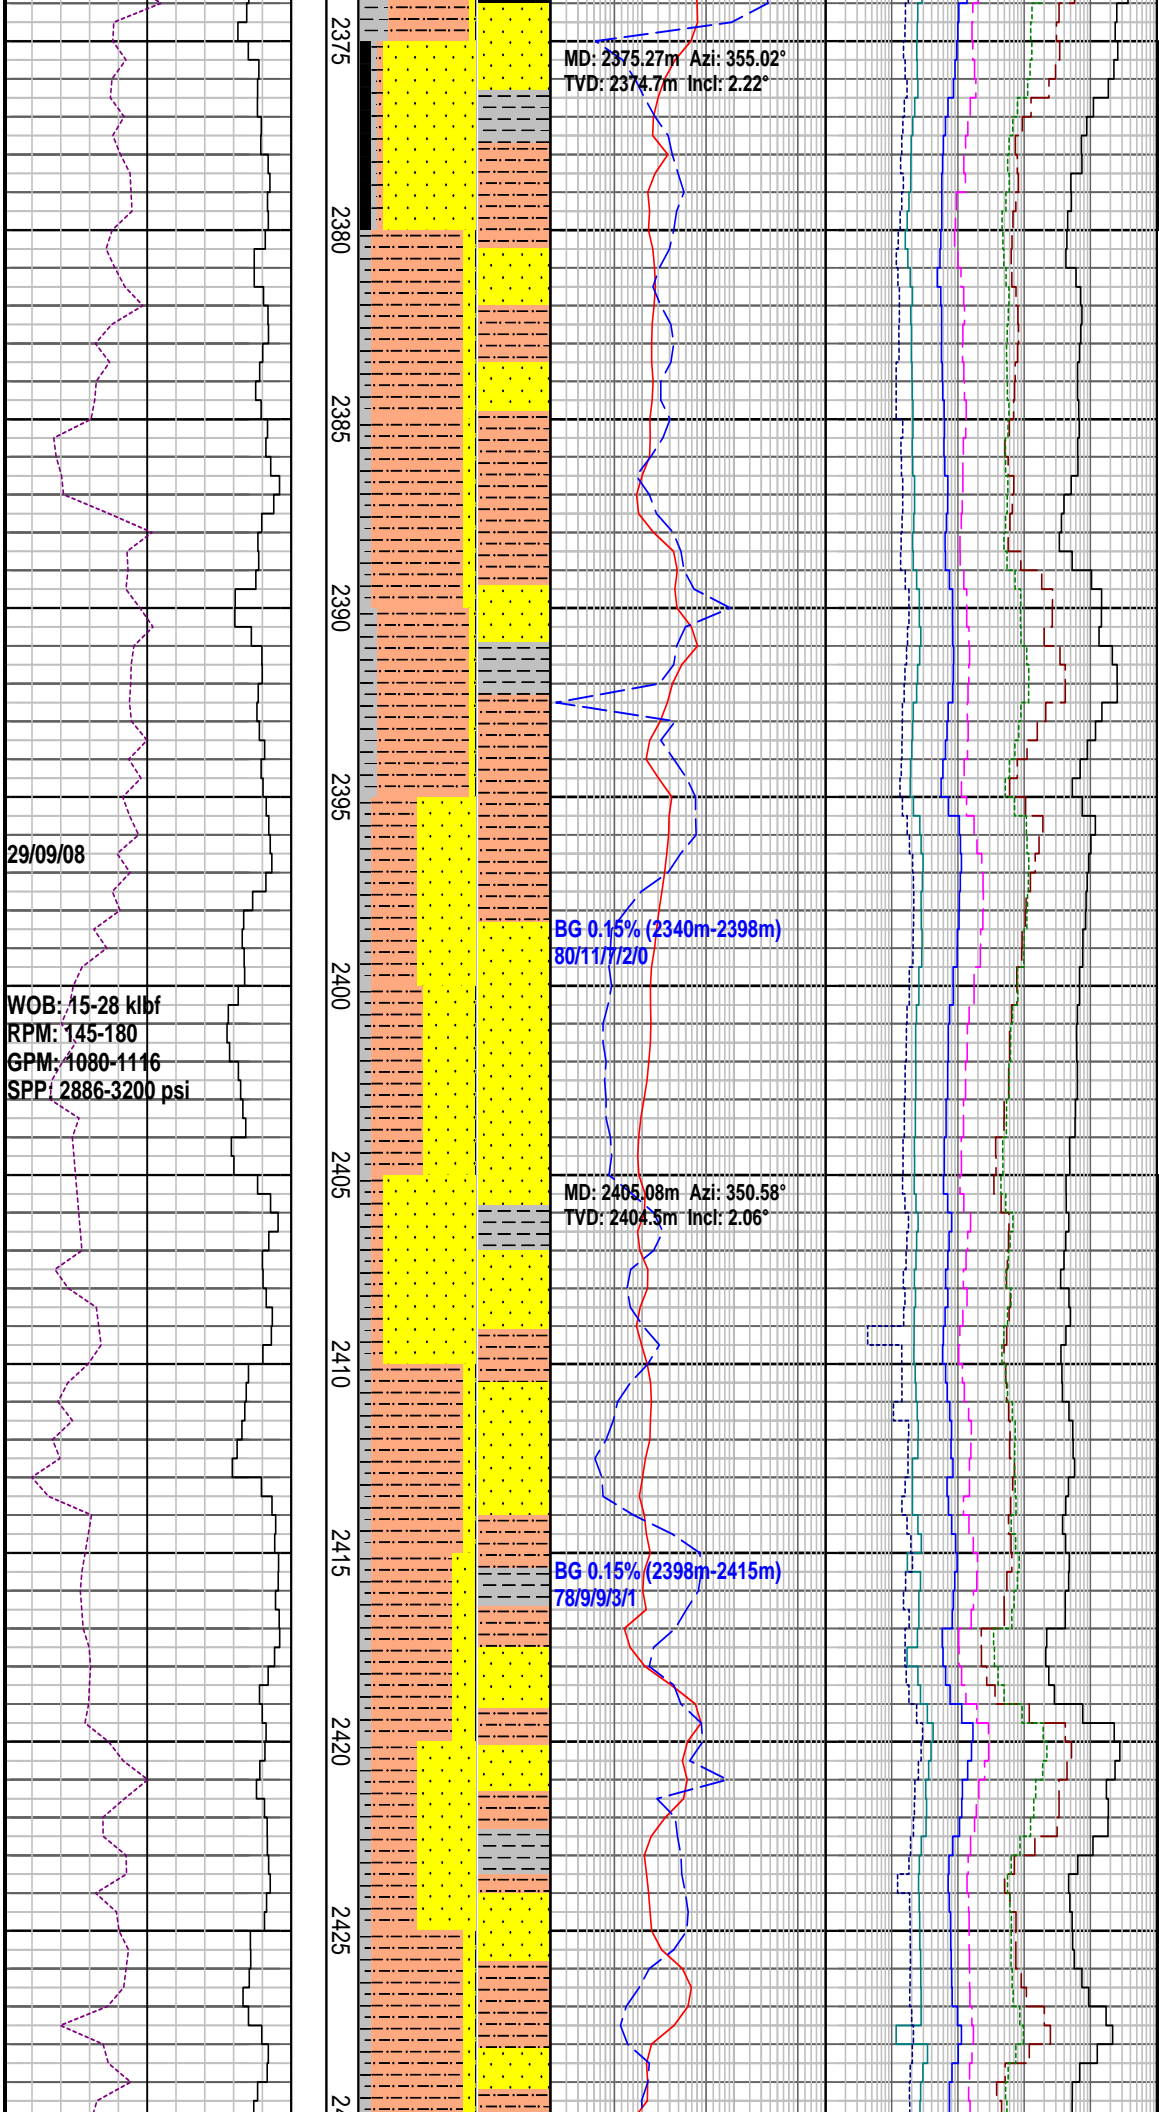 2375
MD: 2375.27m Azi: 355.02°
TVD: 2374.7m Incl: 2.22°
2380
2385
2390
2395
29/09/08
BG 0.15% (2340m-2398m)
80/11/7/2/0
2400
WOB: 15-28 klbf
RPM: 145-180
GPM: 1080-1116
SPP: 2886-3200 psi
2405
MD: 2405.08m Azi: 350.58°
TVD: 2404.5m Incl: 2.06°
2410
2415
BG 0.15% (2398m-2415m)
78/9/9/3/1
2420
2425